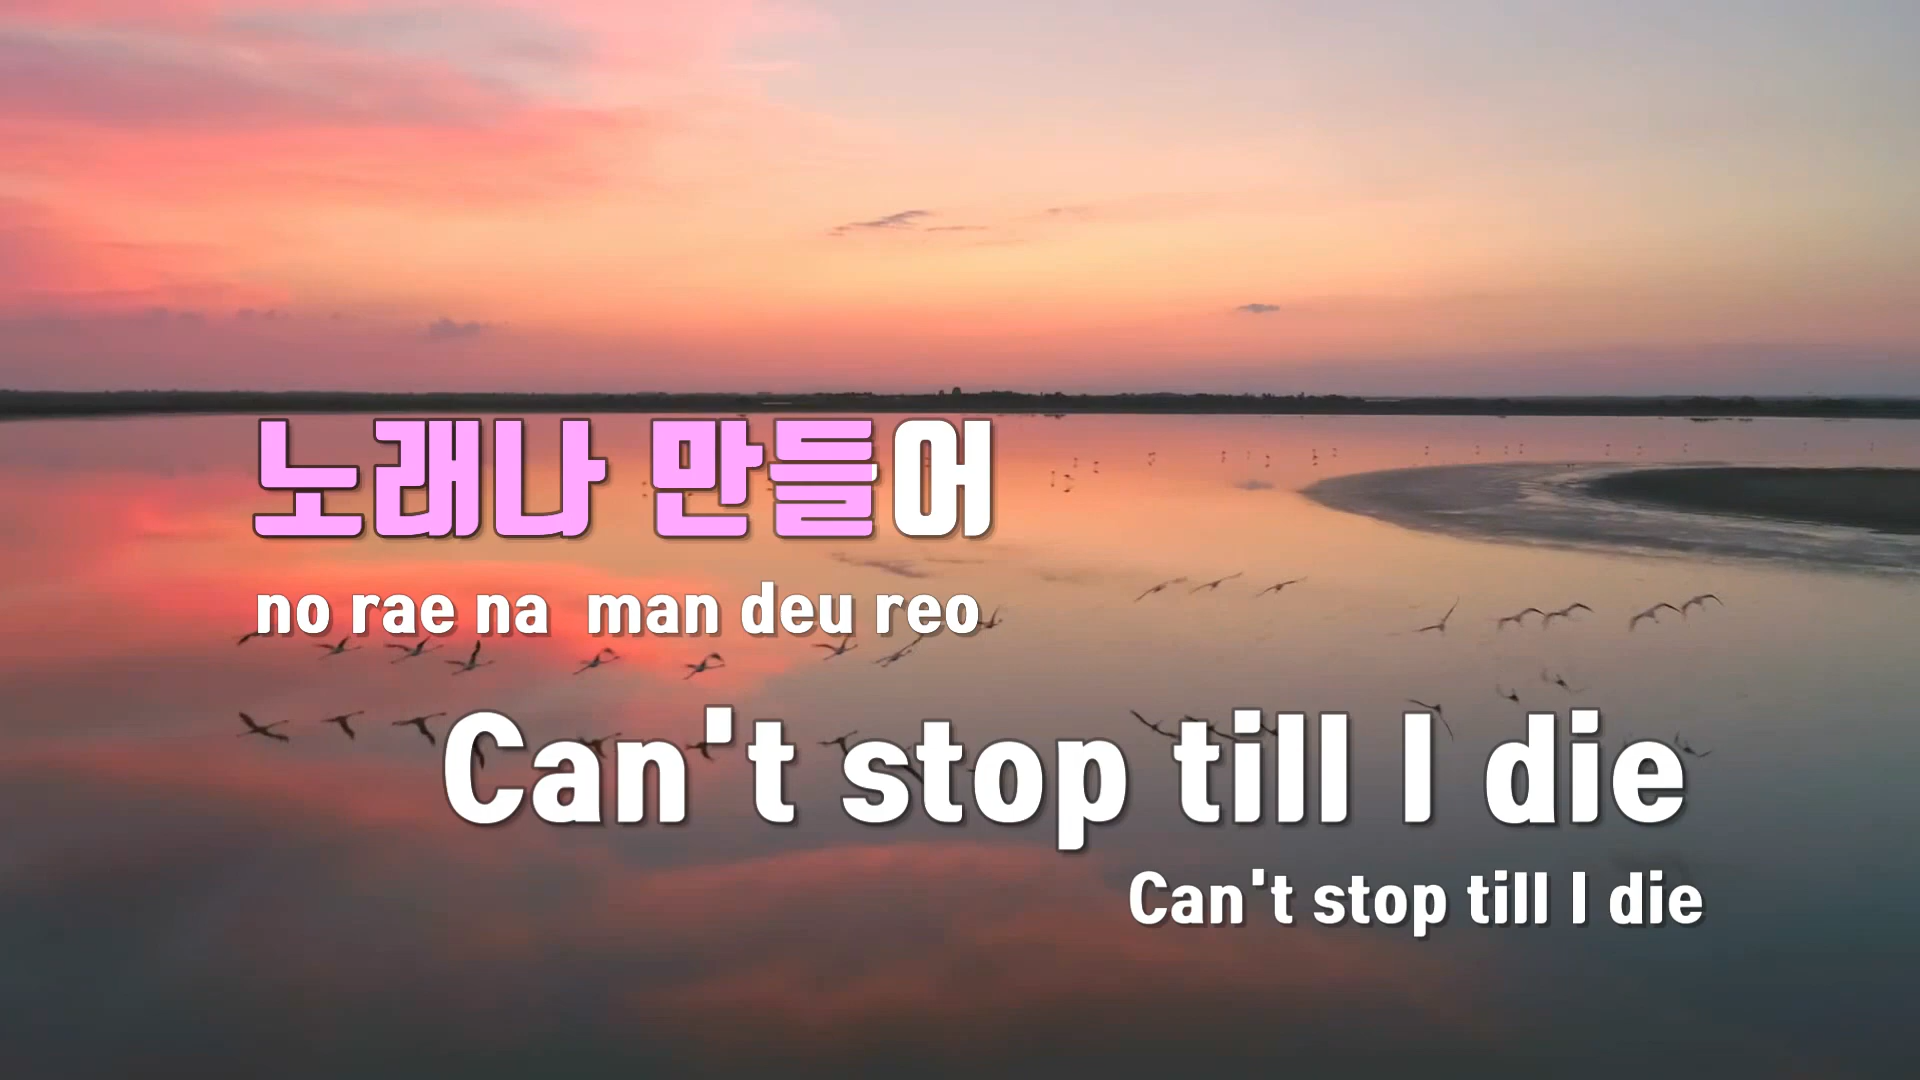 노래나 만들어
no rae na man deu reo
Can't stop till I die
Can't stop till I die